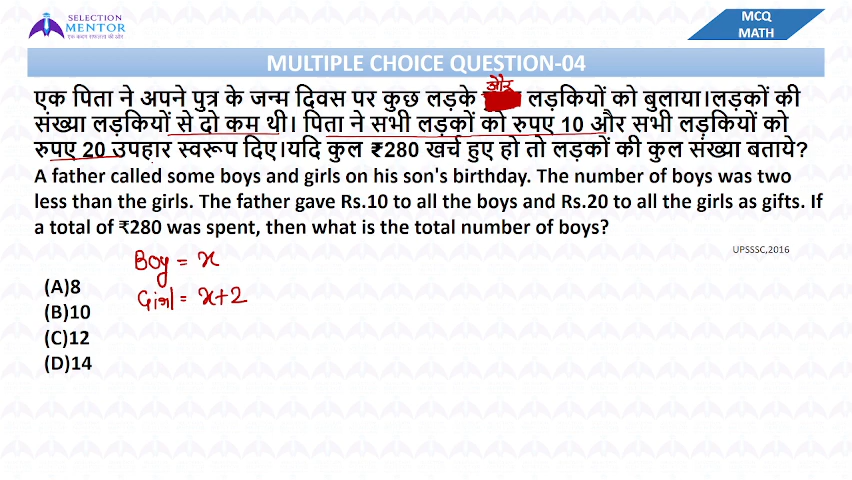 SELECTION
MENTOR
एक कदम सफलता की ओर
MCQ
MATH
MULTIPLE CHOICE QUESTION-04
और
एक पिता ने अपने पुत्र के जन्म दिवस पर कुछ लड़के लड़कियों को बुलाया।लड़कों की
संख्या लड़कियों से दो कम थी। पिता ने सभी लड़कों को रुपए 10 और सभी लड़कियों को
रुपए 20 उपहार स्वरूप दिए।यदि कुल ₹280 खर्च हुए हो तो लड़कों की कुल संख्या बताये?
A father called some boys and girls on his son's birthday. The number of boys was two
less than the girls. The father gave Rs.10 to all the boys and Rs.20 to all the girls as gifts. If
a total of ₹280 was spent, then what is the total number of boys?
UPSSSC,2016
Boy = x
Girl = x+2
(A)8
(B)10
(C)12
(D)14